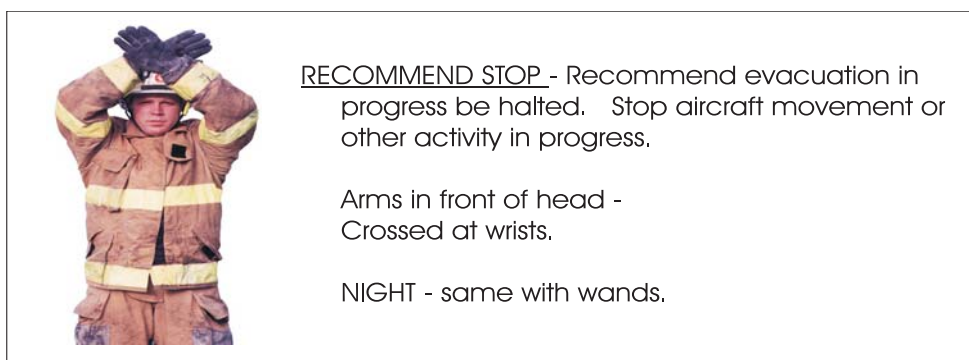 RECOMMEND STOP - Recommend evacuation in
progress be halted. Stop aircraft movement or
other activity in progress.
Arms in front of head -
Crossed at wrists.
NIGHT - same with wands.